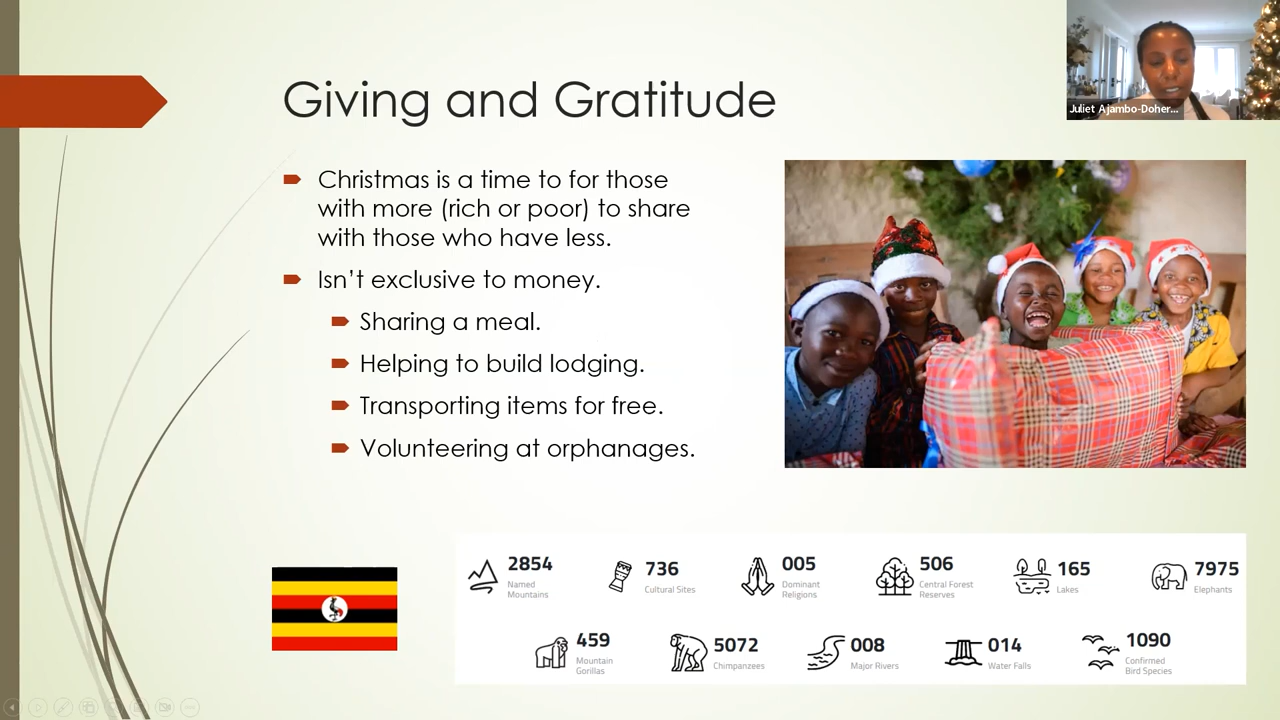 Giving and Gratitude
Juliet Ajambo-Doher...
Christmas is a time to for those
with more (rich or poor) to share
with those who have less.
Isn’t exclusive to money.
Sharing a meal.
Helping to build lodging.
Transporting items for free.
Volunteering at orphanages.
2854
Named
Mountains
736
Cultural Sites
005
Dominant
Religions
506
Central Forest
Reserves
165
Lakes
7975
Elephants
459
Mountain
Gorillas
5072
Chimpanzees
008
Major Rivers
014
Water Falls
1090
Confirmed
Bird Species